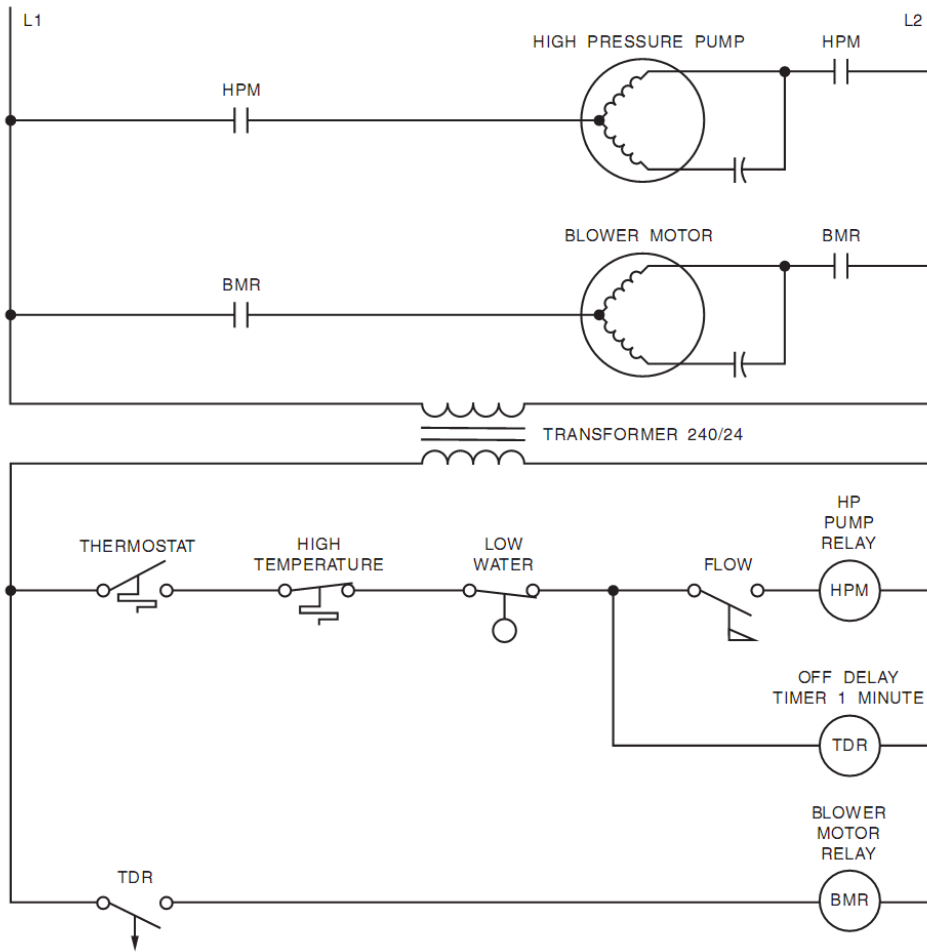 L1
L2
HIGH PRESSURE PUMP
HPM
HPM
BLOWER MOTOR
BMR
BMR
TRANSFORMER 240/24
HP
PUMP
RELAY
THERMOSTAT
HIGH
TEMPERATURE
LOW
WATER
FLOW
HPM
OFF DELAY
TIMER 1 MINUTE
TDR
BLOWER
MOTOR
RELAY
TDR
BMR